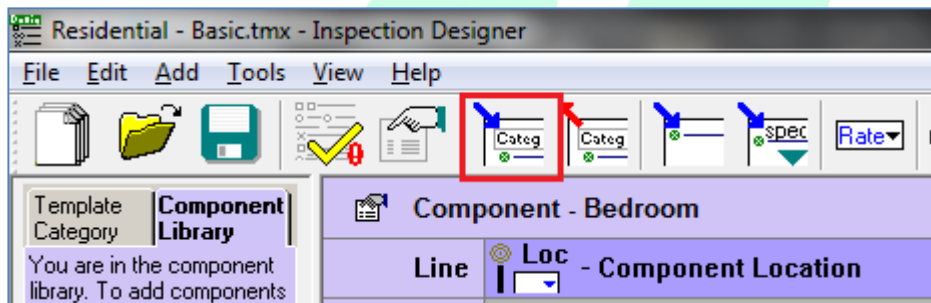 Residential - Basic.tmx - Inspection Designer
File Edit Add Tools View Help
Categ Categ spec Rate
Template Category
Component Library
You are in the component
library. To add components
Component - Bedroom
Line Loc - Component Location